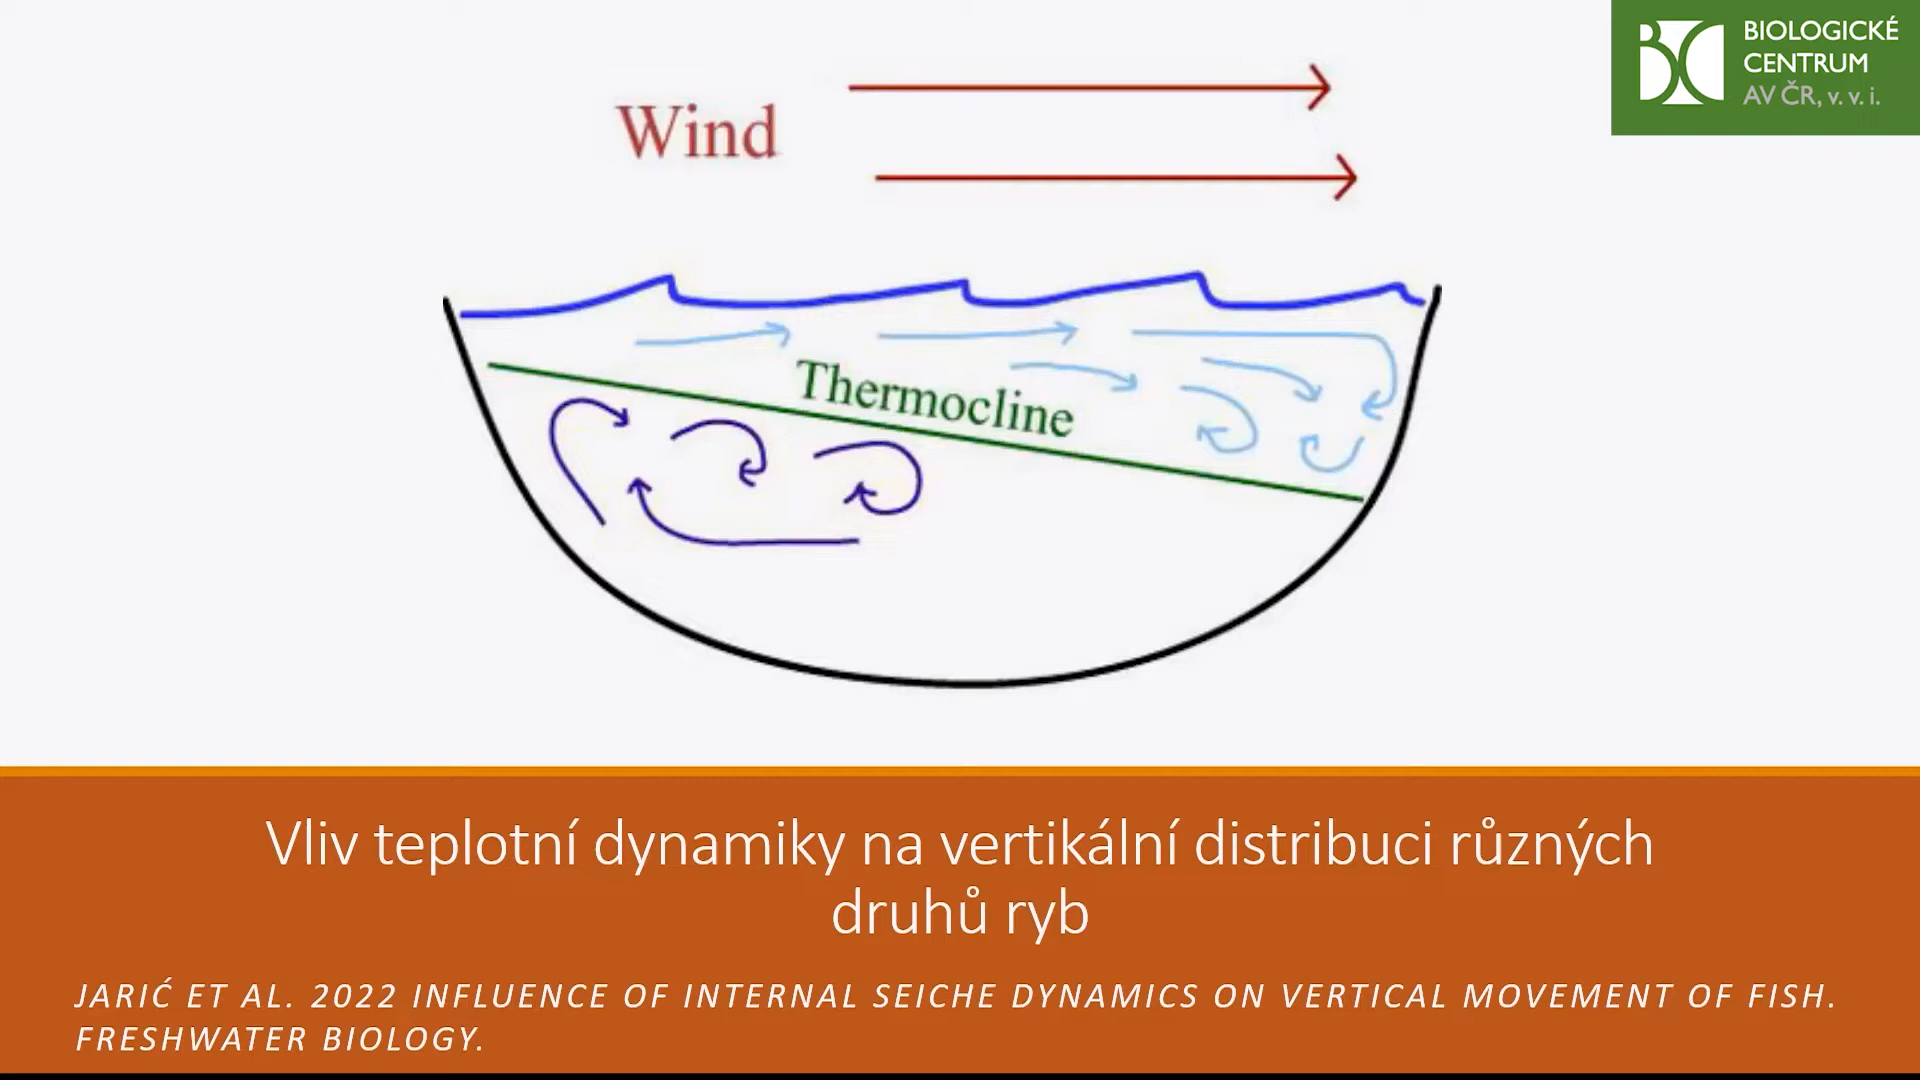 BIOLOGICKÉ
CENTRUM
AV ČR, v. v. i.
Wind
Thermocline
Vliv teplotní dynamiky na vertikální distribuci různých
druhů ryb
JARIĆ ET AL. 2022 INFLUENCE OF INTERNAL SEICHE DYNAMICS ON VERTICAL MOVEMENT OF FISH.
FRESHWATER BIOLOGY.